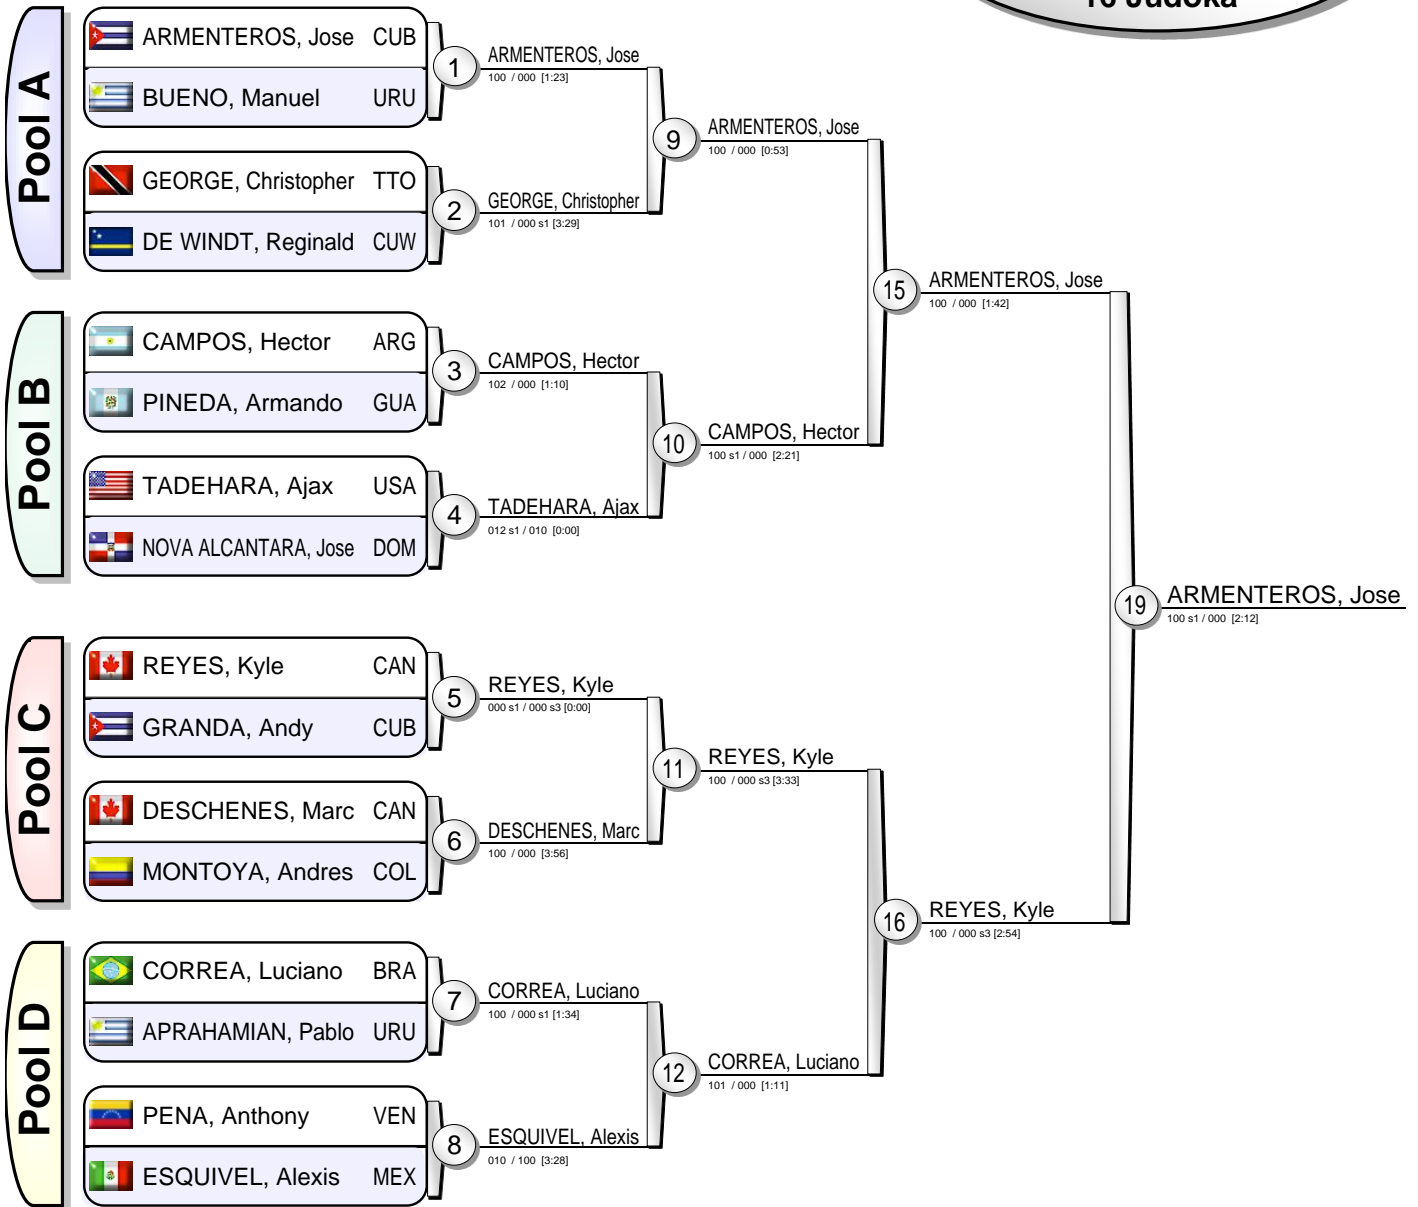 16 Judoka
Pool A
ARMENTEROS, Jose CUB
BUENO, Manuel URU
GEORGE, Christopher TTO
DE WINDT, Reginald CUW
1
ARMENTEROS, Jose
100 / 000 [1:23]
2
GEORGE, Christopher
101 / 000 s1 [3:29]
9
ARMENTEROS, Jose
100 / 000 [0:53]
Pool B
CAMPOS, Hector ARG
PINEDA, Armando GUA
TADEHARA, Ajax USA
NOVA ALCANTARA, Jose DOM
3
CAMPOS, Hector
102 / 000 [1:10]
4
TADEHARA, Ajax
012 s1 / 010 [0:00]
10
CAMPOS, Hector
100 s1 / 000 [2:21]
15
ARMENTEROS, Jose
100 / 000 [1:42]
Pool C
REYES, Kyle CAN
GRANDA, Andy CUB
DESCHENES, Marc CAN
MONTOYA, Andres COL
5
REYES, Kyle
000 s1 / 000 s3 [0:00]
6
DESCHENES, Marc
100 / 000 [3:56]
11
REYES, Kyle
100 / 000 s3 [3:33]
Pool D
CORREA, Luciano BRA
APRAHAMIAN, Pablo URU
PENA, Anthony VEN
ESQUIVEL, Alexis MEX
7
CORREA, Luciano
100 / 000 s1 [1:34]
8
ESQUIVEL, Alexis
010 / 100 [3:28]
12
CORREA, Luciano
101 / 000 [1:11]
16
REYES, Kyle
100 / 000 s3 [2:54]
19
ARMENTEROS, Jose
100 s1 / 000 [2:12]